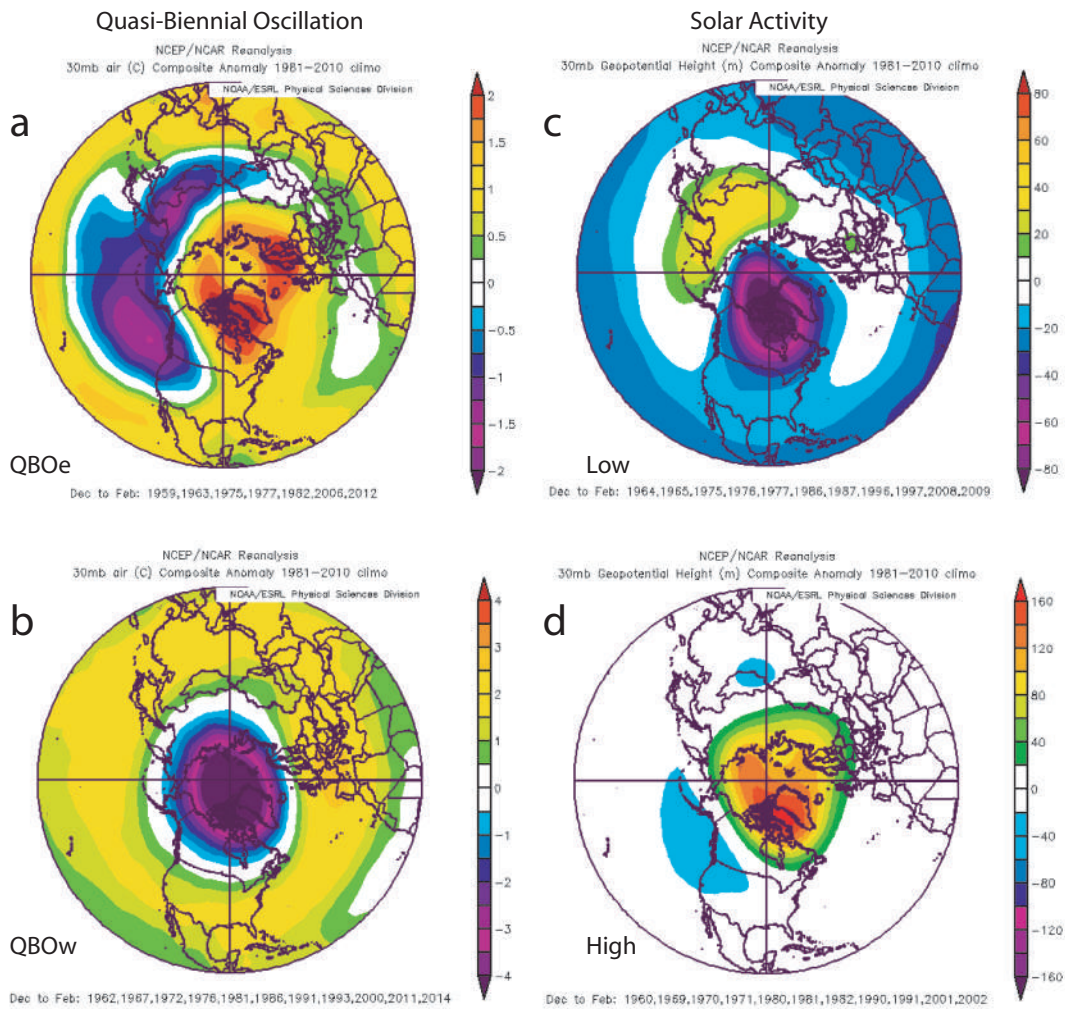 Quasi-Biennial Oscillation
Solar Activity
NCEP/NCAR Reanalysis
30mb air (C) Composite Anomaly 1981-2010 climo
NOAA/ESRL Physical Sciences Division
a
2
1.5
1
0.5
0
-0.5
-1
-1.5
-2
QBOe
Dec to Feb: 1959,1963,1975,1977,1982,2006,2012
NCEP/NCAR Reanalysis
30mb Geopotential Height (m) Composite Anomaly 1981-2010 climo
NOAA/ESRL Physical Sciences Division
c
80
60
40
20
0
-20
-40
-60
-80
Low
Dec to Feb: 1964,1965,1975,1976,1977,1986,1987,1996,1997,2008,2009
NCEP/NCAR Reanalysis
30mb air (C) Composite Anomaly 1981-2010 climo
NOAA/ESRL Physical Sciences Division
b
4
3
2
1
0
-1
-2
-3
-4
QBOw
Dec to Feb: 1962,1967,1972,1976,1981,1986,1991,1993,2000,2011,2014
NCEP/NCAR Reanalysis
30mb Geopotential Height (m) Composite Anomaly 1981-2010 climo
NOAA/ESRL Physical Sciences Division
d
160
120
80
40
0
-40
-80
-120
-160
High
Dec to Feb: 1960,1969,1970,1971,1980,1981,1982,1990,1991,2001,2002